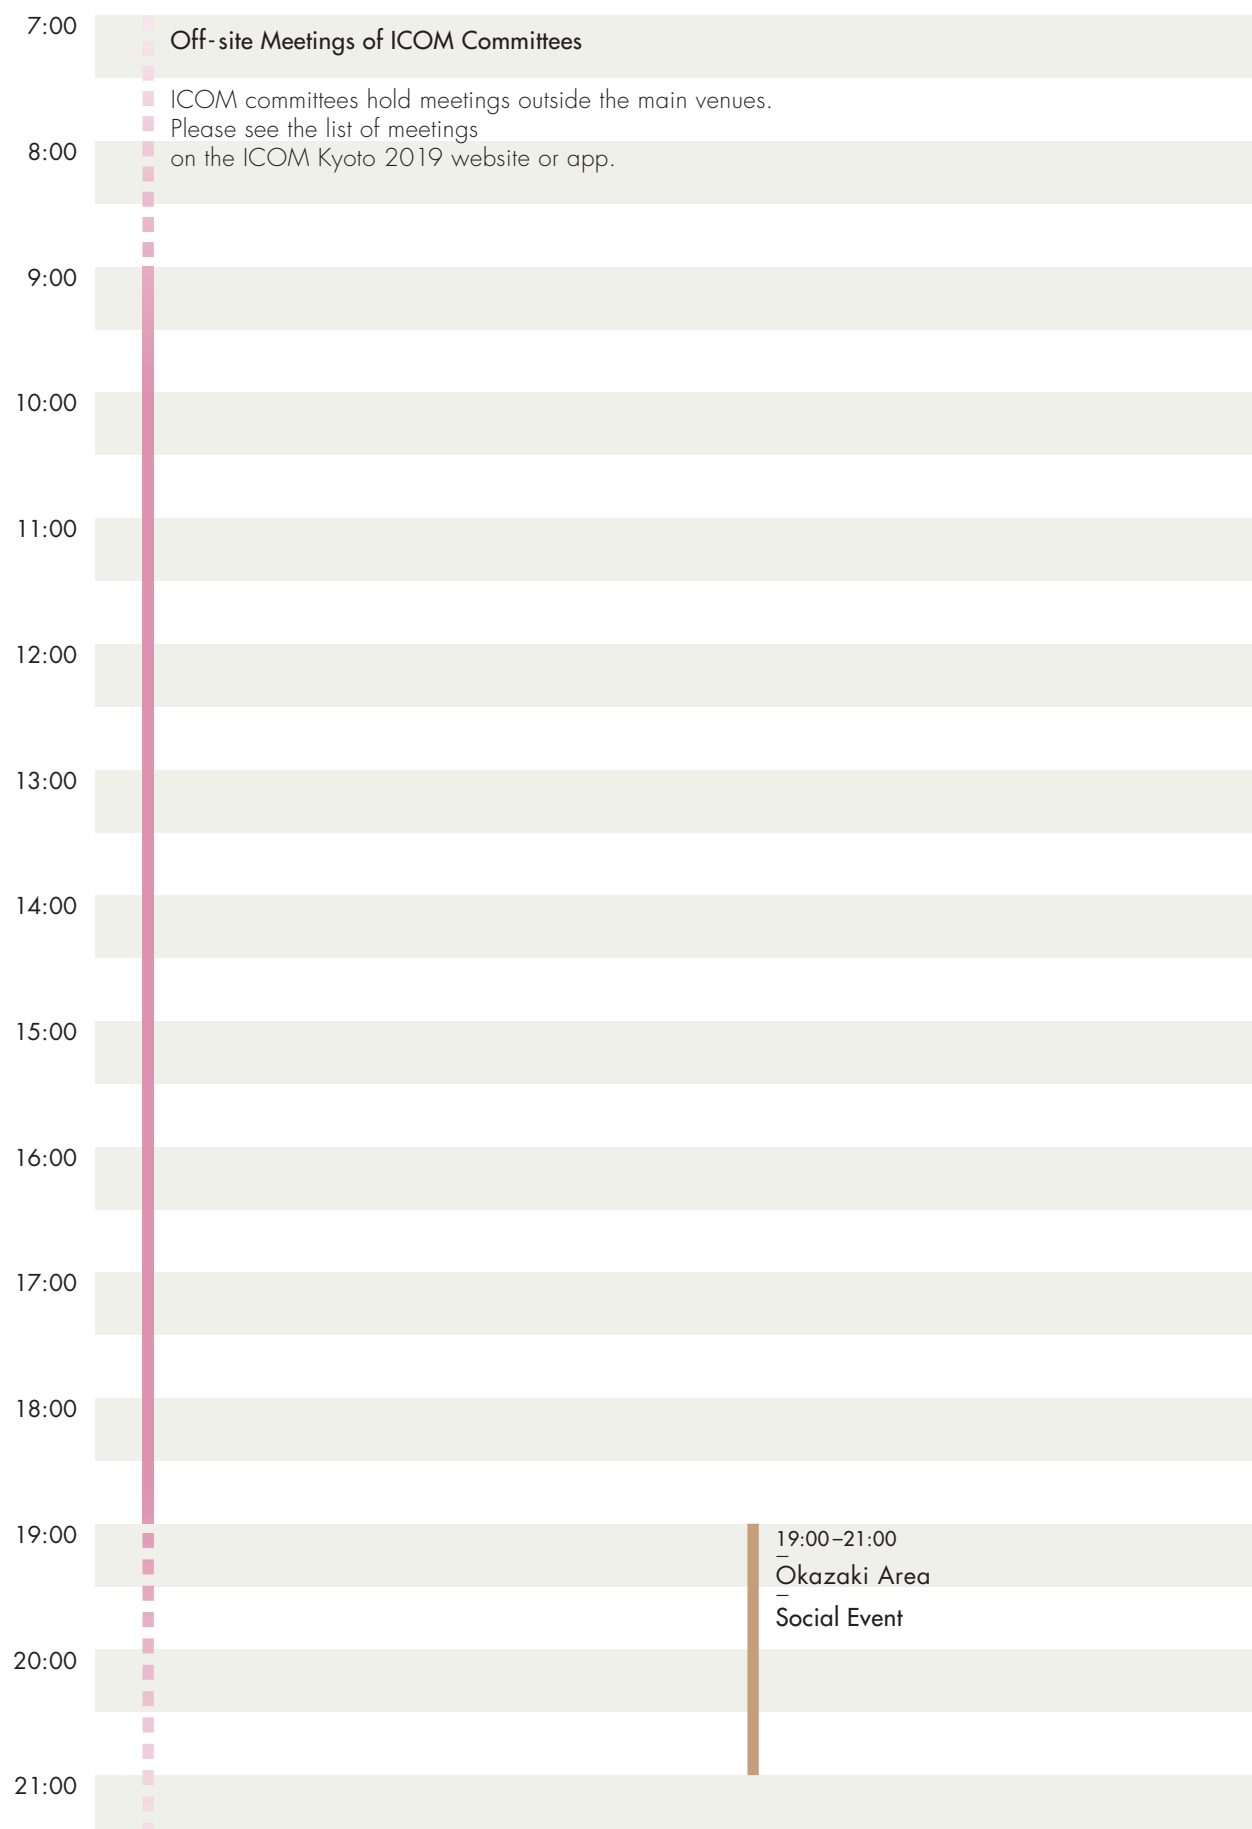 7:00
Off-site Meetings of ICOM Committees
ICOM committees hold meetings outside the main venues.
Please see the list of meetings
8:00
on the ICOM Kyoto 2019 website or app.
9:00
10:00
11:00
12:00
13:00
14:00
15:00
16:00
17:00
18:00
19:00
19:00–21:00
Okazaki Area
Social Event
20:00
21:00